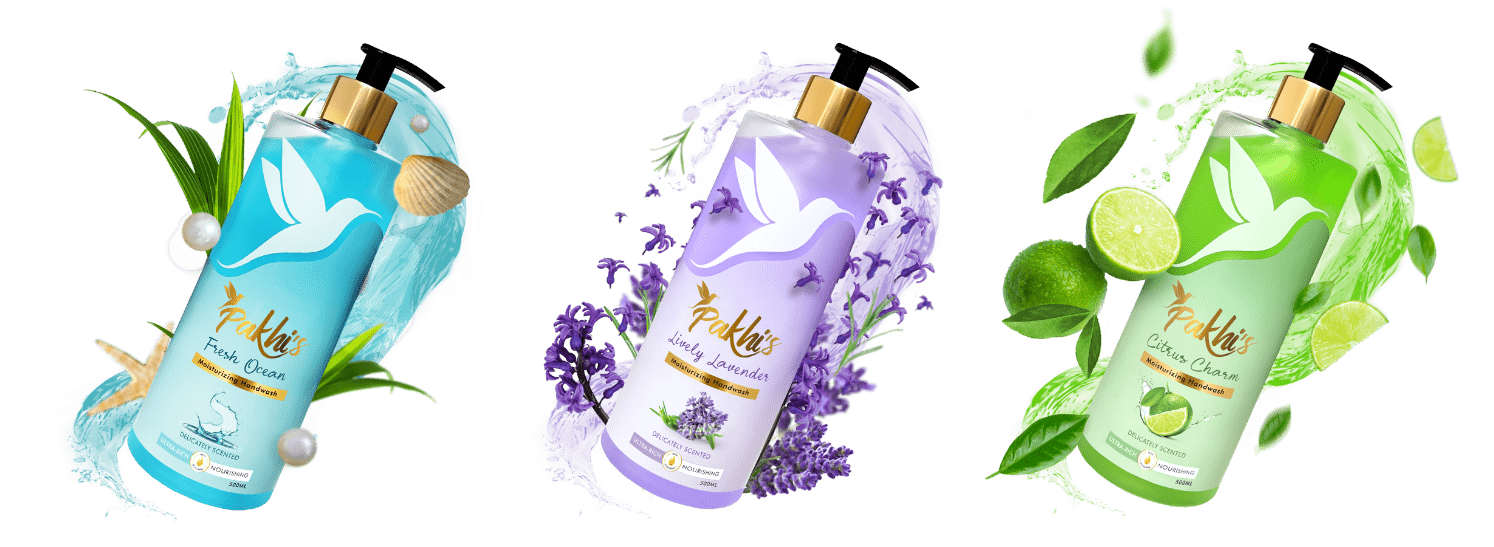 Pakhi's
Fresh Ocean
Moisturizing Handwash
DELICATELY SCENTED
ULTRA-RICH
NOURISHING
500ML
Pakhi's
Lively Lavender
Moisturizing Handwash
DELICATELY SCENTED
ULTRA-RICH
NOURISHING
500ML
Pakhi's
Citrus Charm
Moisturizing Handwash
DELICATELY SCENTED
ULTRA-RICH
NOURISHING
500ML